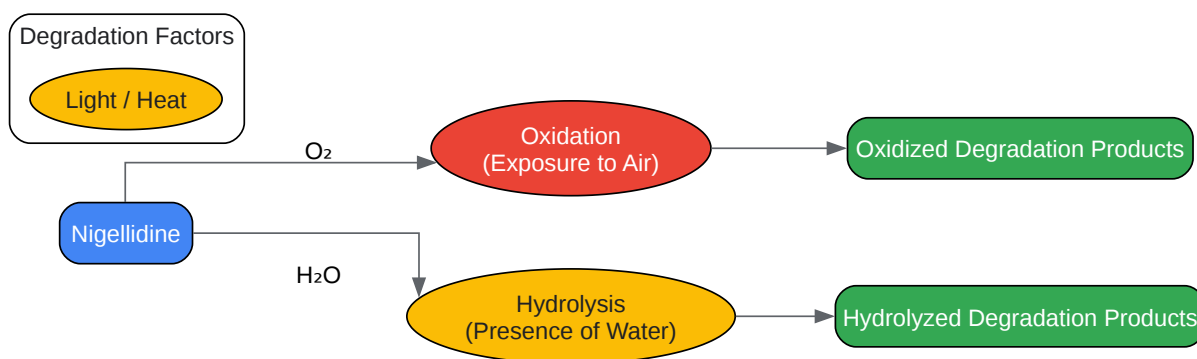 Degradation Factors
Light / Heat
O₂
Oxidation
(Exposure to Air)
Oxidized Degradation Products
Nigellidine
H₂O
Hydrolysis
(Presence of Water)
Hydrolyzed Degradation Products